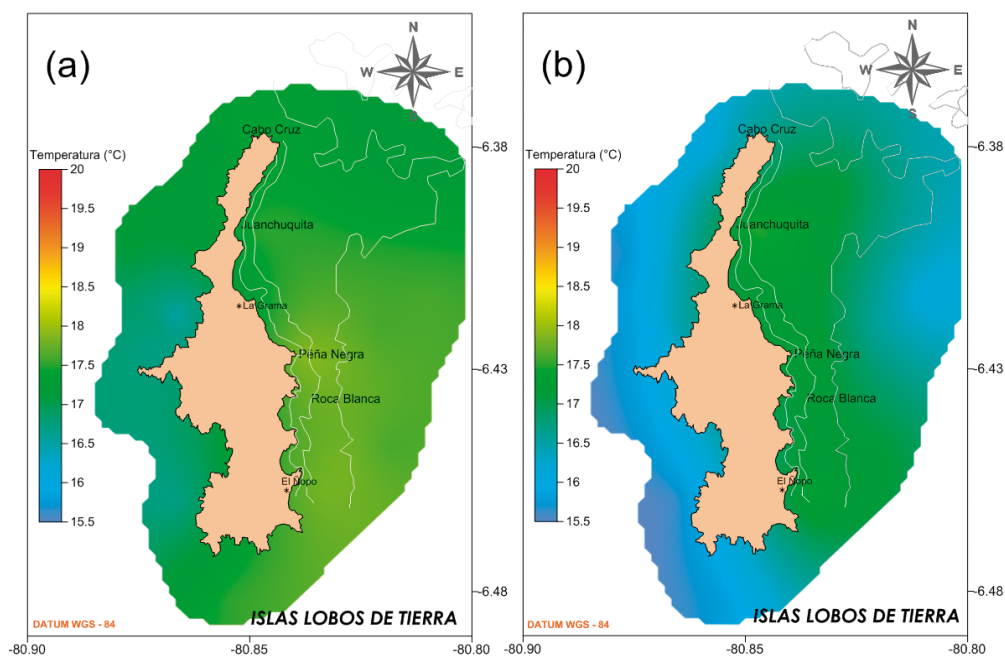 (a)
N
W E
S
Cabo Cruz
Temperatura (°C)
20
19.5
19
18.5
18
17.5
17
16.5
16
15.5
Juanchuquita
*La Grama
Peña Negra
Roca Blanca
El Ñopo
*
ISLAS LOBOS DE TIERRA
DATUM WGS - 84
-6.38
-6.43
-6.48
-80.90
-80.85
-80.80
(b)
N
W E
S
Cabo Cruz
Temperatura (°C)
20
19.5
19
18.5
18
17.5
17
16.5
16
15.5
Juanchuquita
*La Grama
Peña Negra
Roca Blanca
El Ñopo
*
ISLAS LOBOS DE TIERRA
DATUM WGS - 84
-6.38
-6.43
-6.48
-80.90
-80.85
-80.80